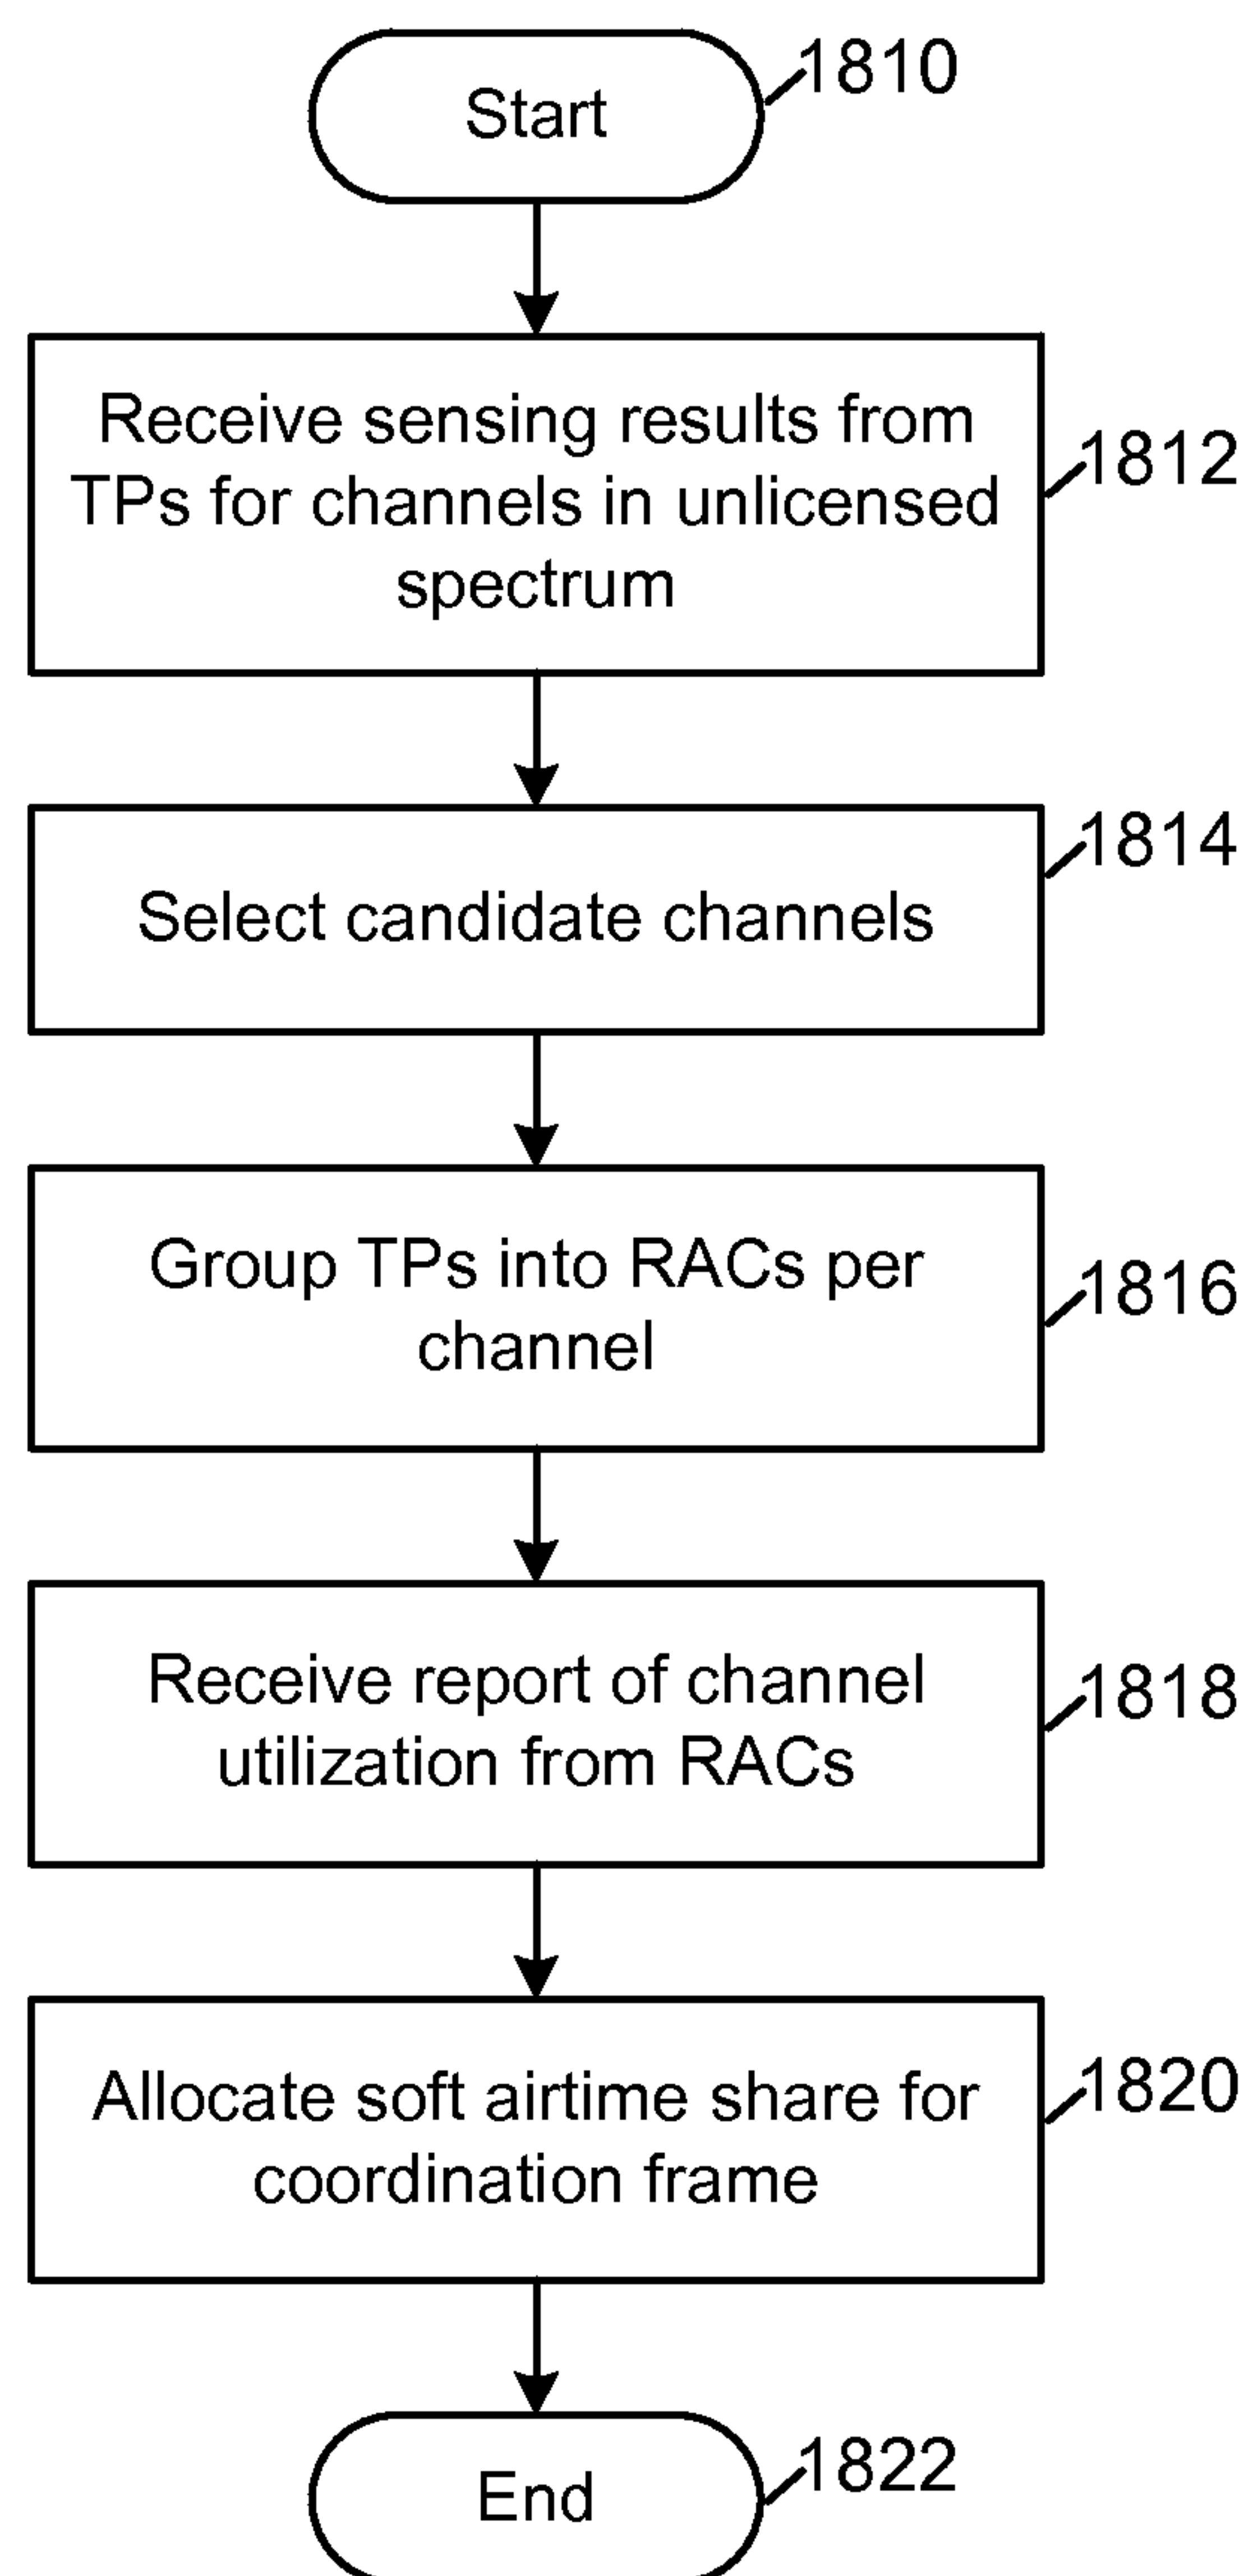 Start
1810
Receive sensing results from
TPs for channels in unlicensed
spectrum
1812
Select candidate channels
1814
Group TPs into RACs per
channel
1816
Receive report of channel
utilization from RACs
1818
Allocate soft airtime share for
coordination frame
1820
End
1822